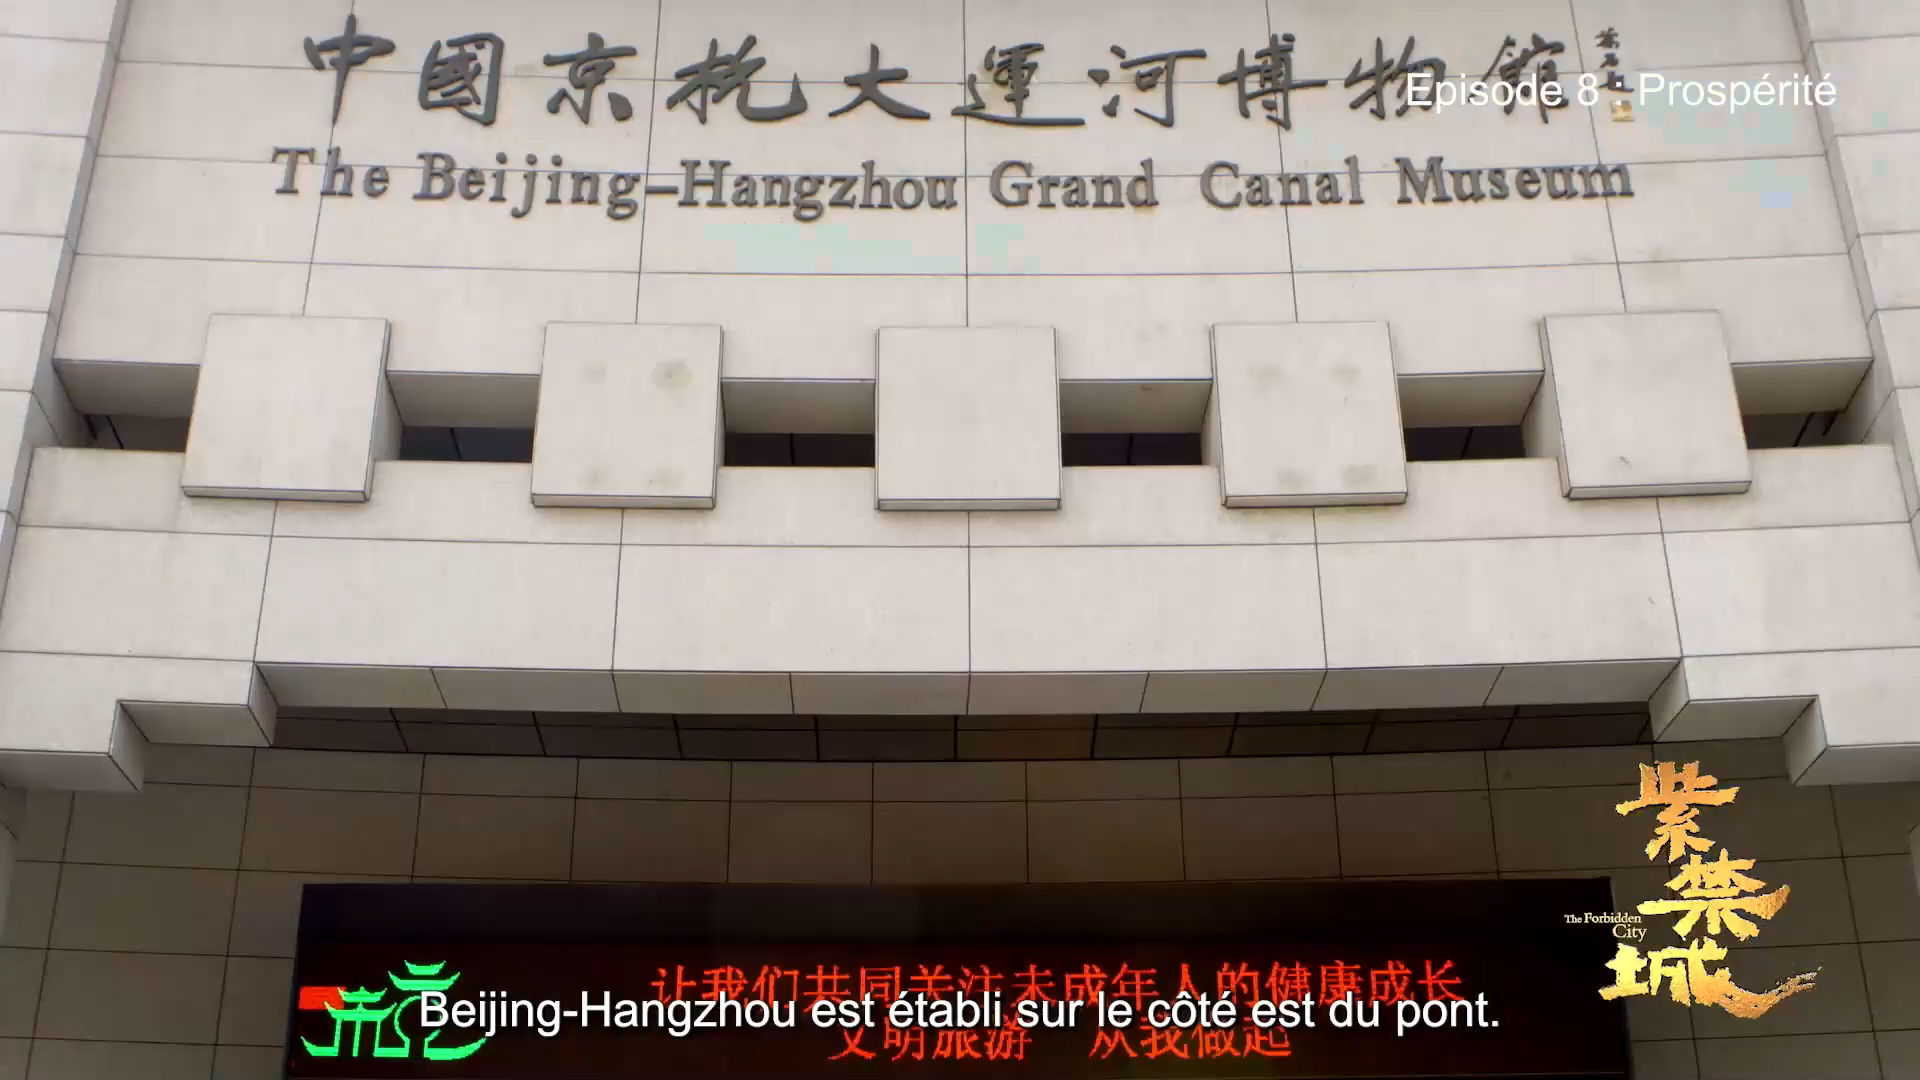 中國京杭大運河博物館
Episode 8 : Prospérité
The Beijing-Hangzhou Grand Canal Museum
紫禁城
The Forbidden
City
让我们共同关注未成年人的健康成长
Beijing-Hangzhou est établi sur le côté est du pont.
文明旅游 从我做起